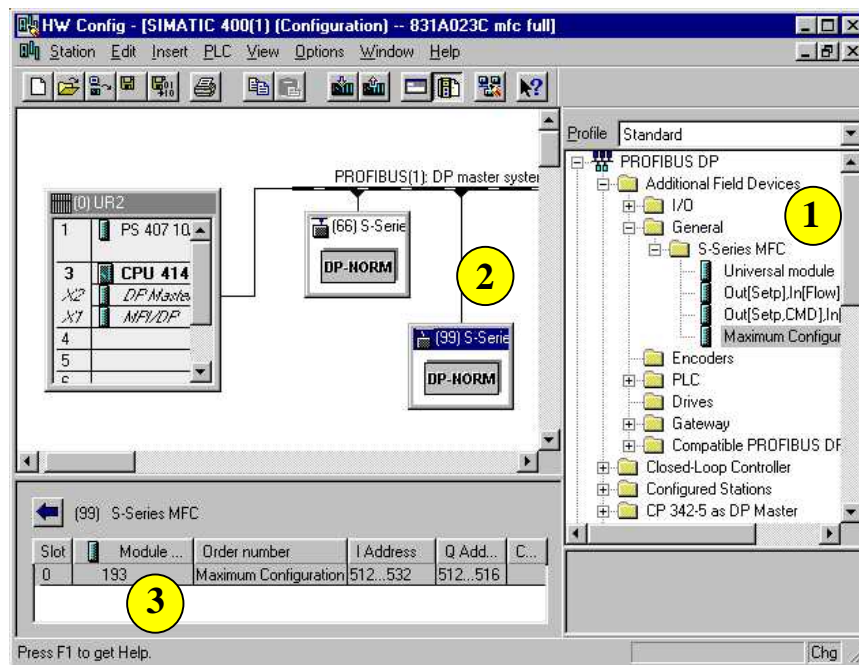 HW Config - [SIMATIC 400(1) (Configuration) -- 831A023C mfc full]
Station Edit Insert PLC View Options Window Help
Profile Standard
PROFIBUS DP
Additional Field Devices
I/O
General
S-Series MFC
Universal module
Out[Setp],In[Flow]
Out[Setp,CMD],In[
Maximum Configur
Encoders
PLC
Drives
Gateway
Compatible PROFIBUS DF
Closed-Loop Controller
Configured Stations
CP 342-5 as DP Master
1
PROFIBUS(1): DP master system
(0) UR2
1 PS 407 10
3 CPU 414
X2 DP Maste
X1 MPI/DP
4
5
6
(66) S-Serie
DP-NORM
2
(99) S-Serie
DP-NORM
(99) S-Series MFC
Slot Module ... Order number I Address Q Add... C...
0 193 Maximum Configuration 512...532 512...516
3
Press F1 to get Help.
Chg